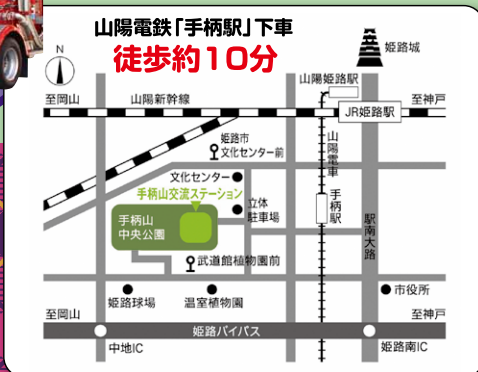 山陽電鉄「手柄駅」下車
徒歩約10分
N
姫路城
山陽姫路駅
至岡山
山陽新幹線
JR姫路駅
至神戸
姫路市
文化センター前
山陽電車
文化センター
手柄山交流ステーション
手柄駅
立体
駐車場
手柄山
中央公園
駅南大路
武道館植物園前
姫路球場
温室植物園
市役所
至岡山
姫路バイパス
至神戸
中地IC
姫路南IC